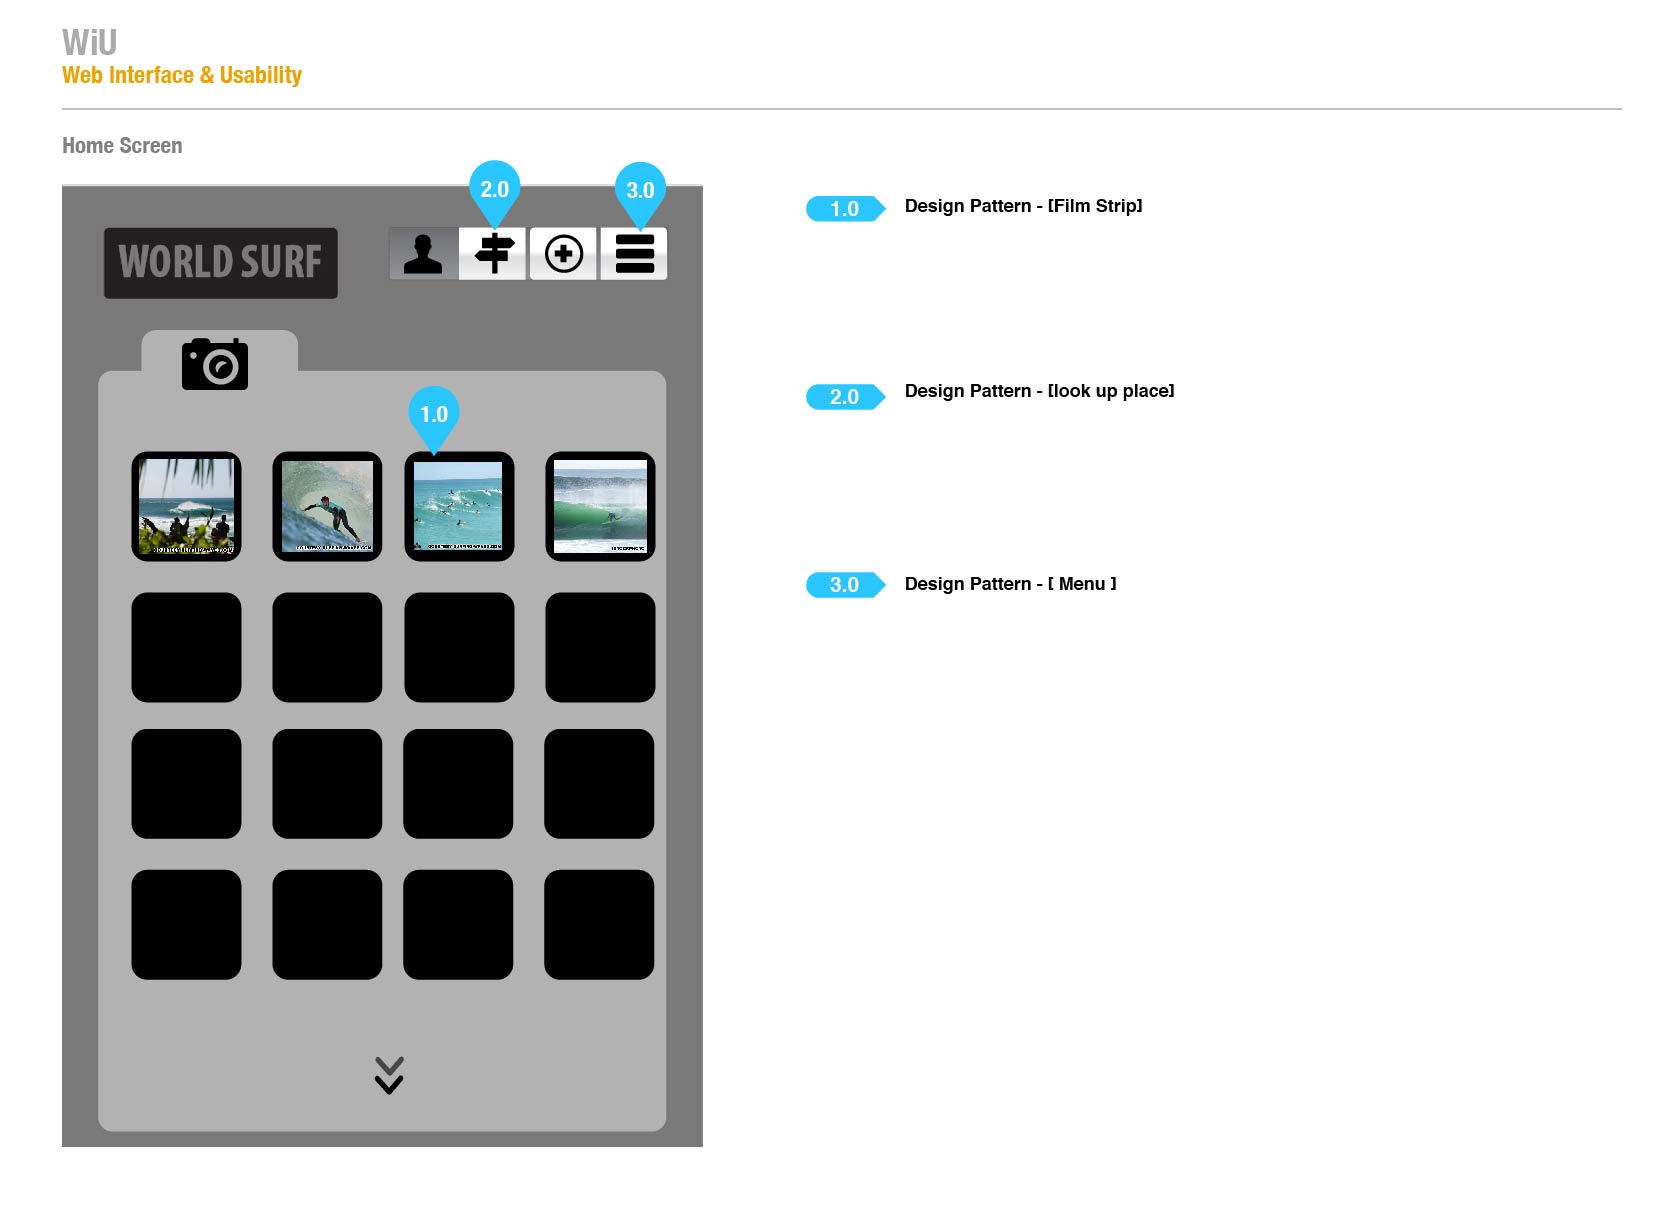 WiU
Web Interface & Usability
Home Screen
2.0
3.0
WORLD SURF
1.0
1.0
Design Pattern - [Film Strip]
2.0
Design Pattern - [look up place]
3.0
Design Pattern - [ Menu ]